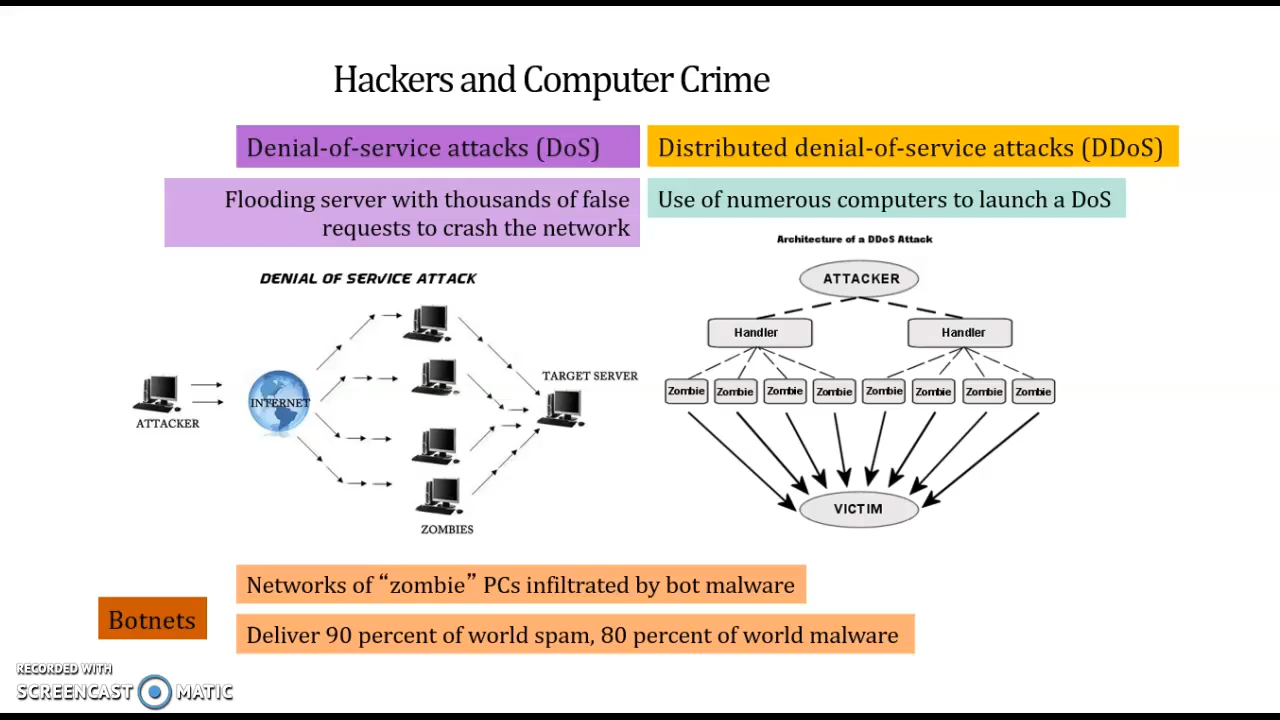 Hackers and Computer Crime
Denial-of-service attacks (DoS)
Flooding server with thousands of false
requests to crash the network
DENIAL OF SERVICE ATTACK
ATTACKER
INTERNET
TARGET SERVER
ZOMBIES
Distributed denial-of-service attacks (DDoS)
Use of numerous computers to launch a DoS
Architecture of a DDoS Attack
ATTACKER
Handler Handler
Zombie Zombie Zombie Zombie Zombie Zombie Zombie Zombie
VICTIM
Botnets
Networks of “zombie” PCs infiltrated by bot malware
Deliver 90 percent of world spam, 80 percent of world malware
RECORDED WITH
SCREENCAST MATIC